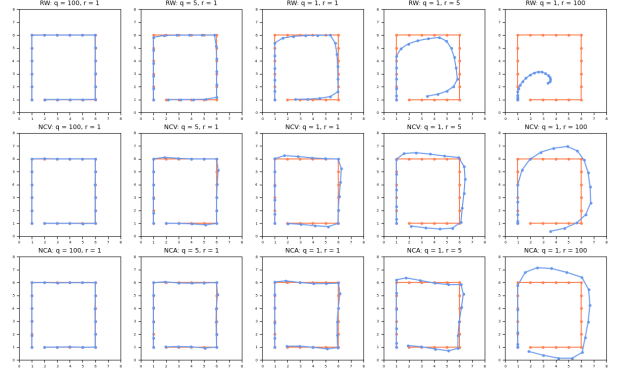 RW: q = 100, r = 1
RW: q = 5, r = 1
RW: q = 1, r = 1
RW: q = 1, r = 5
RW: q = 1, r = 100
NCV: q = 100, r = 1
NCV: q = 5, r = 1
NCV: q = 1, r = 1
NCV: q = 1, r = 5
NCV: q = 1, r = 100
NCA: q = 100, r = 1
NCA: q = 5, r = 1
NCA: q = 1, r = 1
NCA: q = 1, r = 5
NCA: q = 1, r = 100